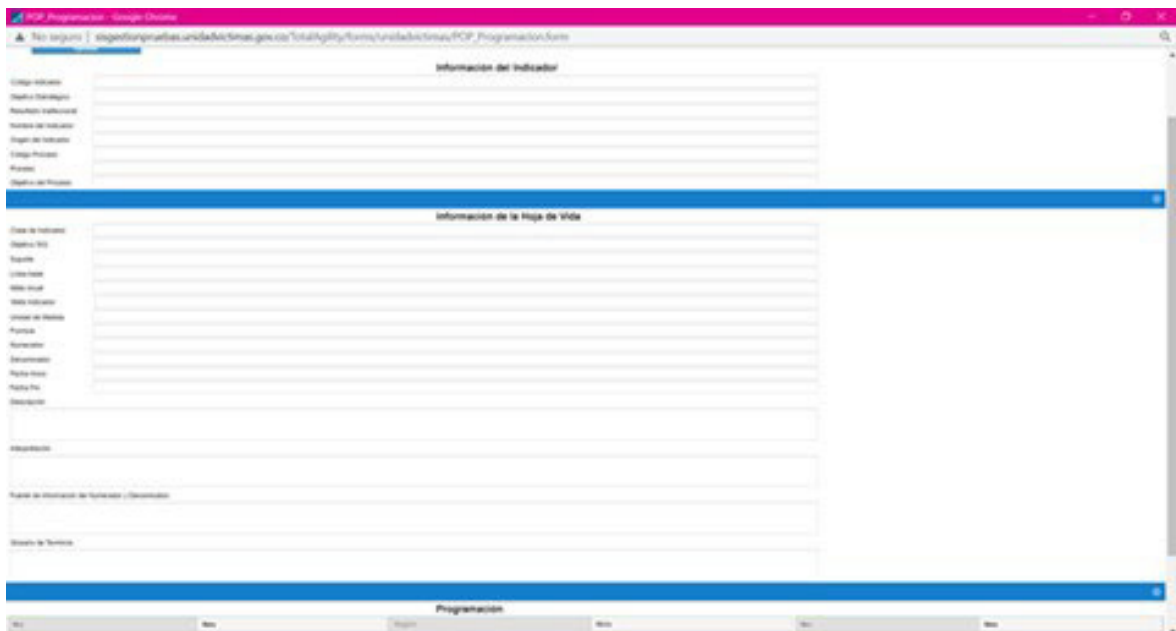 POP_Programacion - Google Chrome
No seguro | sisgestionpruebas.unidadvictimas.gov.co/TotalAgility/forms/unidadvictimas/POP_Programacion.form
Información del Indicador
Código Indicador
Objetivo Estratégico
Resultado Institucional
Nombre del Indicador
Origen del Indicador
Código Proceso
Proceso
Objetivo del Proceso
Información de la Hoja de Vida
Clase de Indicador
Objetivo SIG
Soporte
Línea base
Meta Anual
Meta Indicador
Unidad de Medida
Formula
Numerador
Denominador
Fecha Inicio
Fecha Fin
Descripción
Interpretación
Fuente de Información del Numerador y Denominador
Glosario de Términos
Programación
Mes